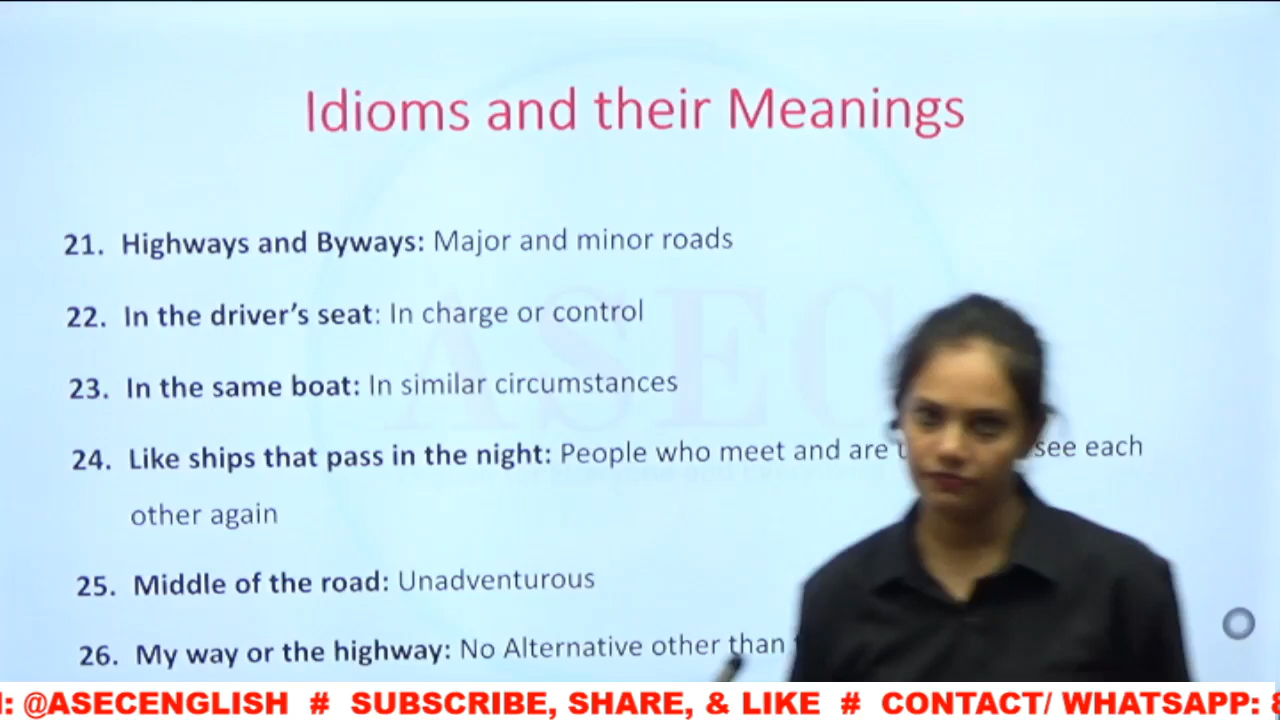 Idioms and their Meanings
21. Highways and Byways: Major and minor roads
22. In the driver's seat: In charge or control
23. In the same boat: In similar circumstances
24. Like ships that pass in the night: People who meet and are see each
other again
25. Middle of the road: Unadventurous
26. My way or the highway: No Alternative other than
ASEC
: @ASECENGLISH # SUBSCRIBE, SHARE, & LIKE # CONTACT/ WHATSAPP: 8